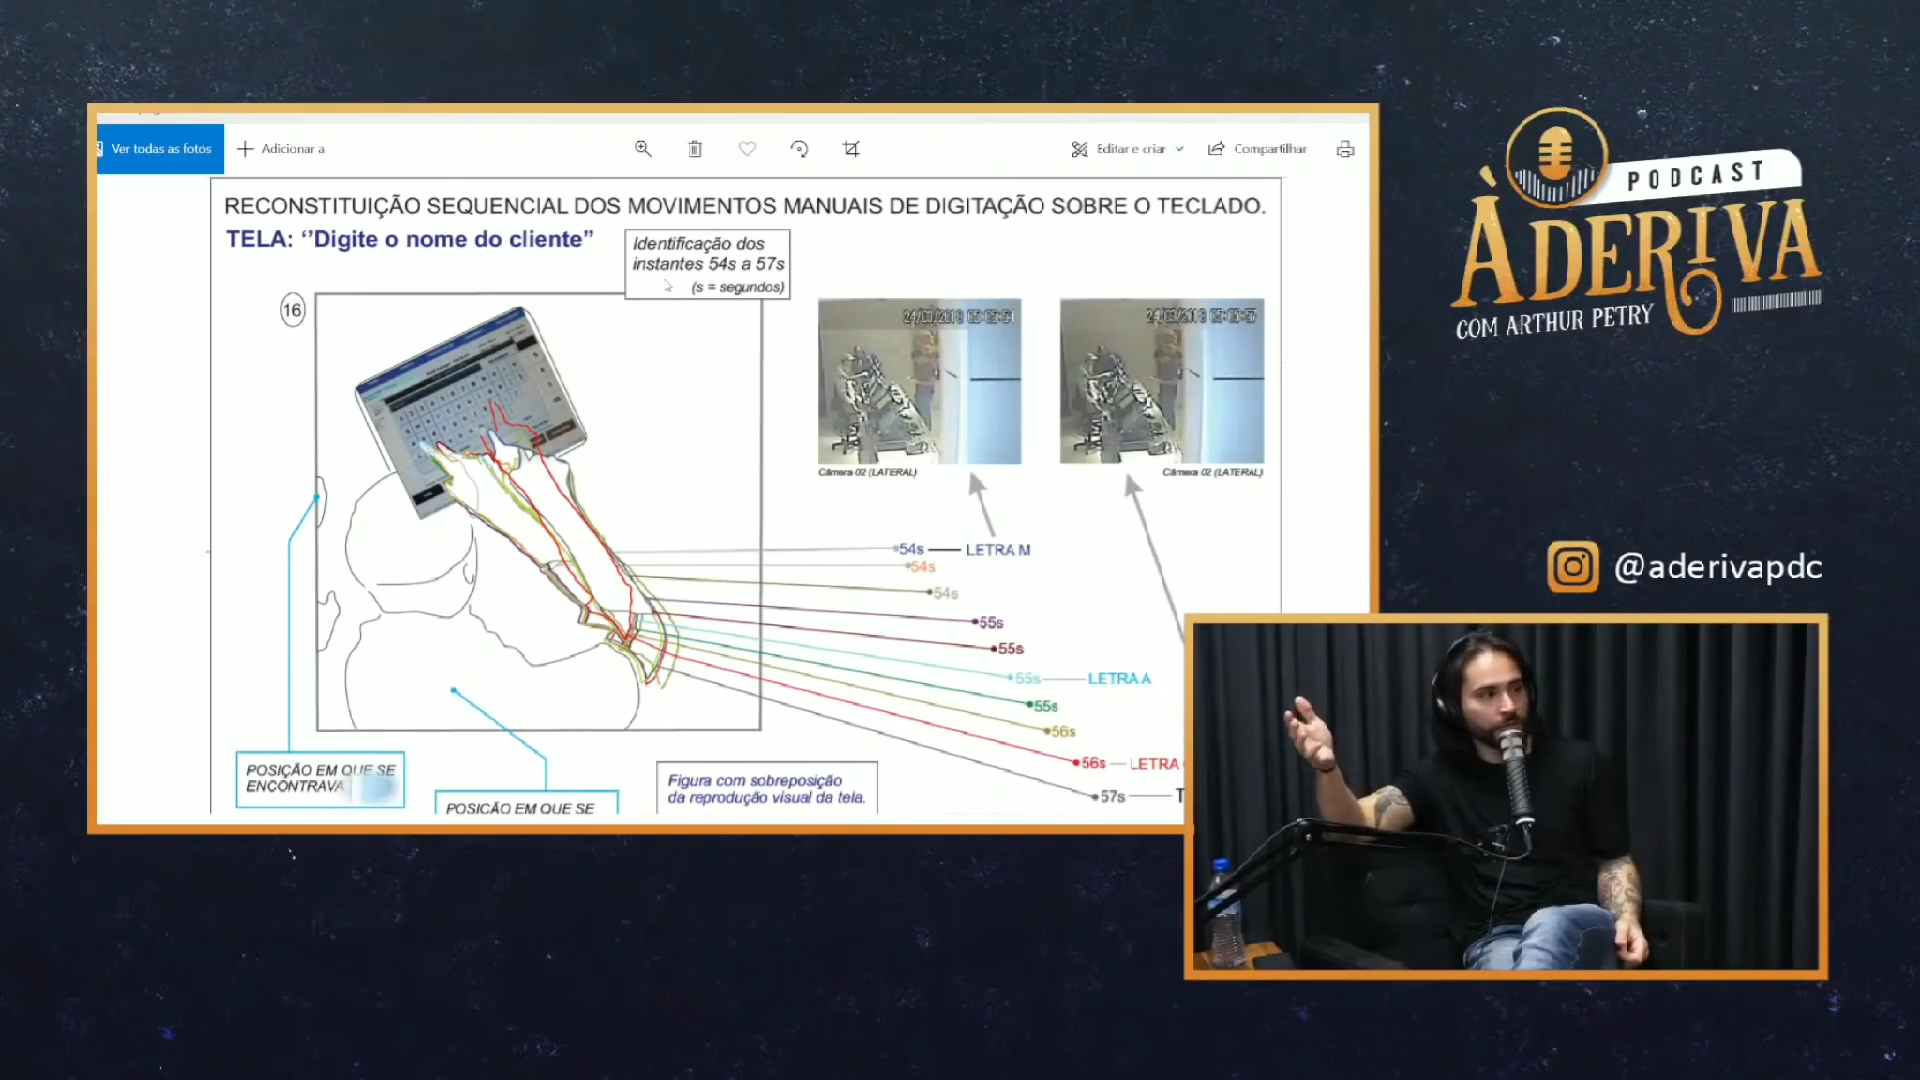 Ver todas as fotos
Adicionar a
Editar e criar
Compartilhar
RECONSTITUIÇÃO SEQUENCIAL DOS MOVIMENTOS MANUAIS DE DIGITAÇÃO SOBRE O TECLADO.
TELA: ‘’Digite o nome do cliente”
Identificação dos
instantes 54s a 57s
(s = segundos)
16
Câmera 02 (LATERAL)
Câmera 02 (LATERAL)
54s LETRA M
54s
54s
55s
55s
55s LETRA A
55s
56s
56s LETRA
57s T
POSIÇÃO EM QUE SE
ENCONTRAVA
POSIÇÃO EM QUE SE
Figura com sobreposição
da reprodução visual da tela.
PODCAST
À DERIVA
COM ARTHUR PETRY
@aderivapdc